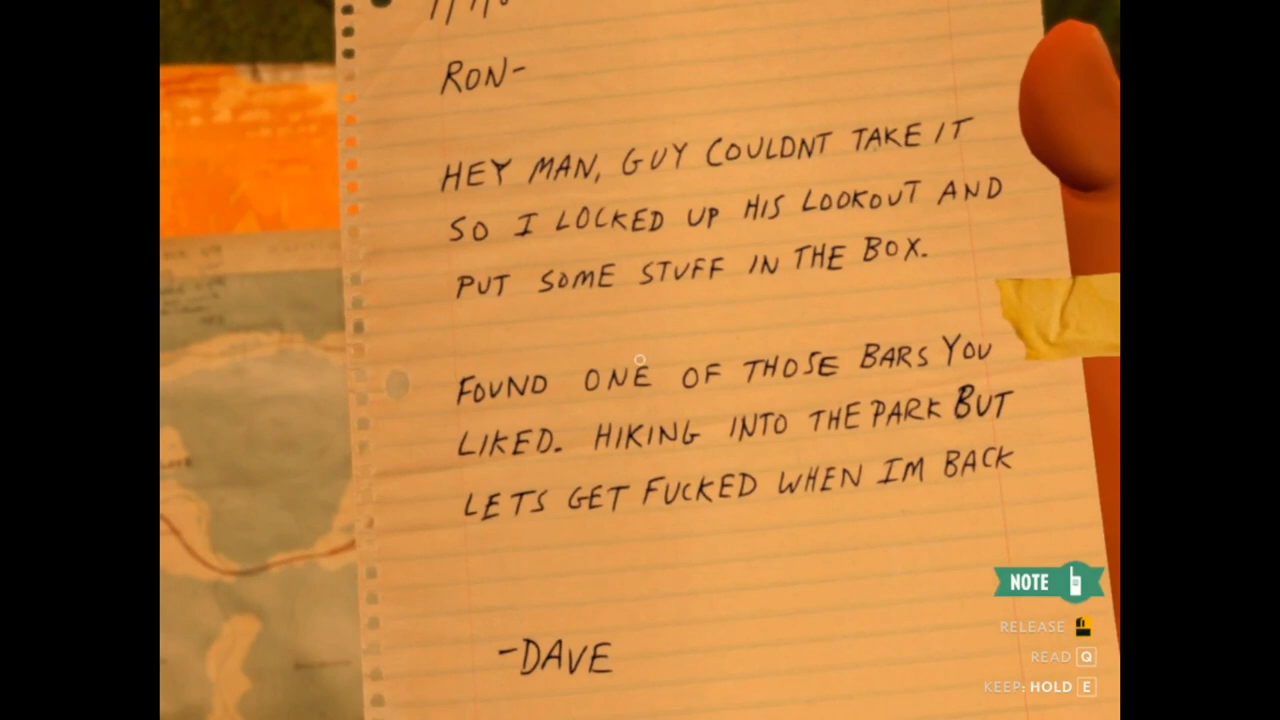 RON-
HEY MAN, GUY COULDNT TAKE IT
SO I LOCKED UP HIS LOOKOUT AND
PUT SOME STUFF IN THE BOX.
FOUND ONE OF THOSE BARS YOU
LIKED. HIKING INTO THE PARK BUT
LETS GET FUCKED WHEN IM BACK
-DAVE
NOTE
RELEASE
READ Q
KEEP: HOLD E